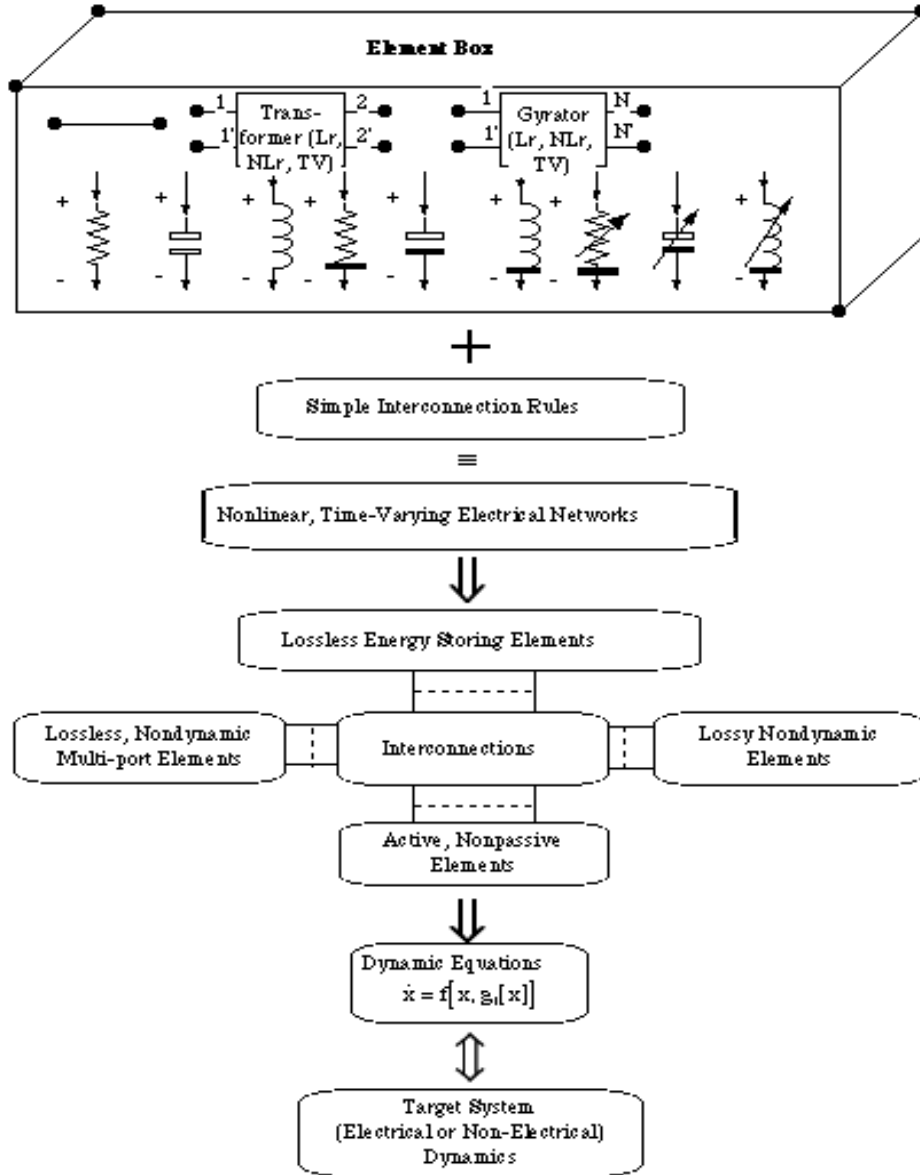 Element Box
1 Trans- 2
1' former (Lr, 2'
NLr, TV)
1 Gyrator N
1' (Lr, NLr, N'
TV)
+ + + + + + + +
- - - - - - - -
+
Simple Interconnection Rules
≡
Nonlinear, Time-Varying Electrical Networks
⇓
Lossless Energy Storing Elements
Lossless, Nondynamic
Multi-port Elements
Interconnections
Lossy Nondynamic
Elements
Active, Nonpassive
Elements
⇓
Dynamic Equations
ẋ = f[x, g₁[x]]
⇕
Target System
(Electrical or Non-Electrical)
Dynamics